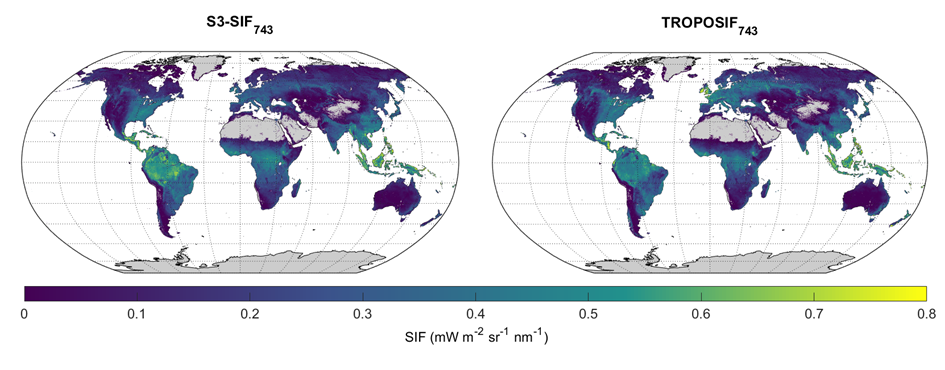 S3-SIF743
TROPOSIF743
0 0.1 0.2 0.3 0.4 0.5 0.6 0.7 0.8
SIF (mW m-2 sr-1 nm-1)